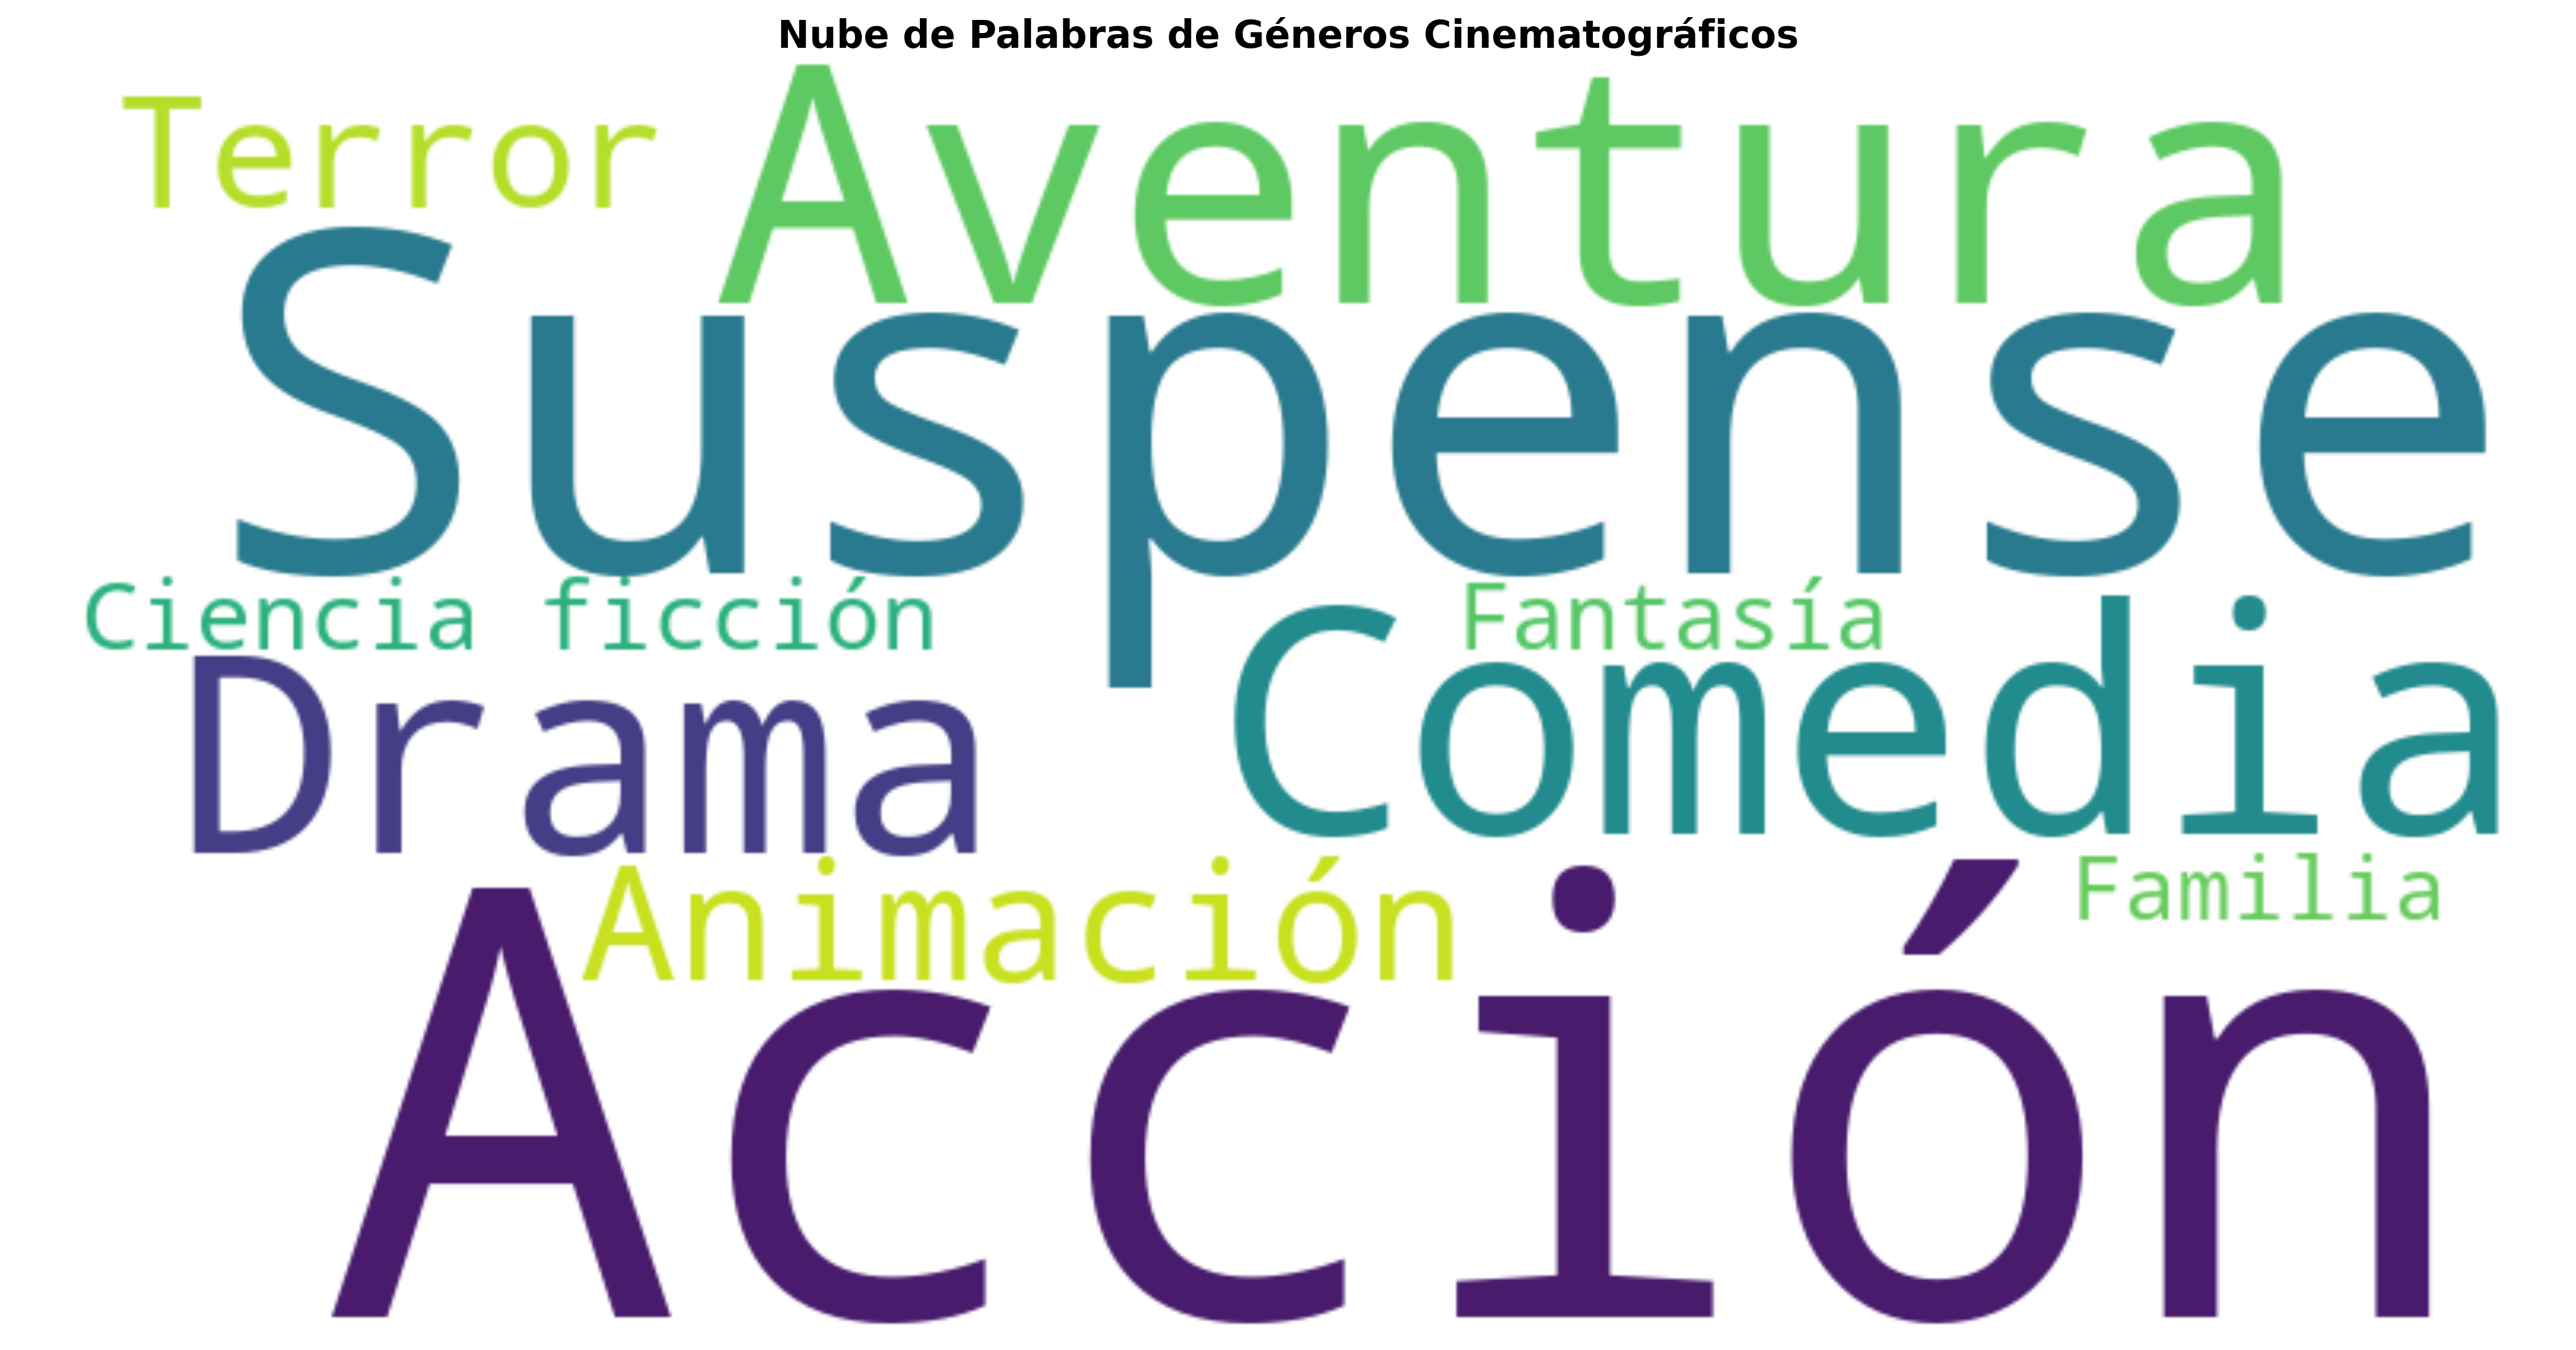 Nube de Palabras de Géneros Cinematográficos
Terror
Aventura
Suspense
Ciencia ficción
Fantasía
Drama
Comedia
Animación
Familia
Acción